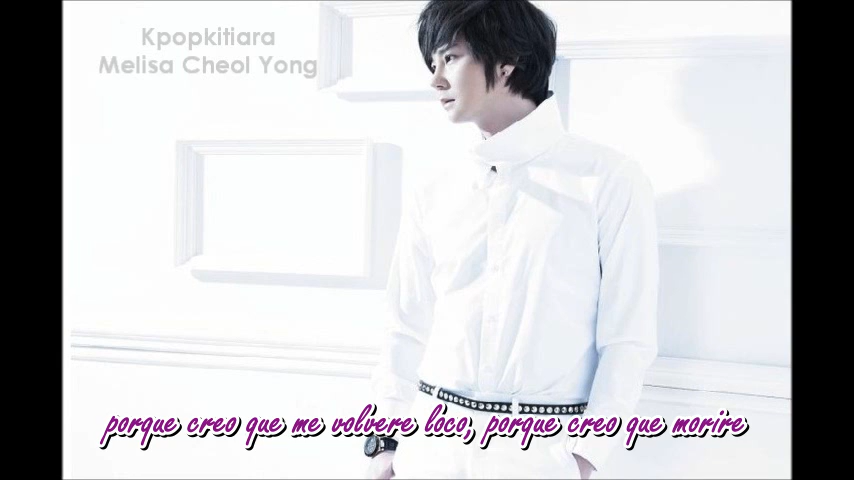 Kpopkitiara
Melisa Cheol Yong
porque creo que me volvere loco, porque creo que morire